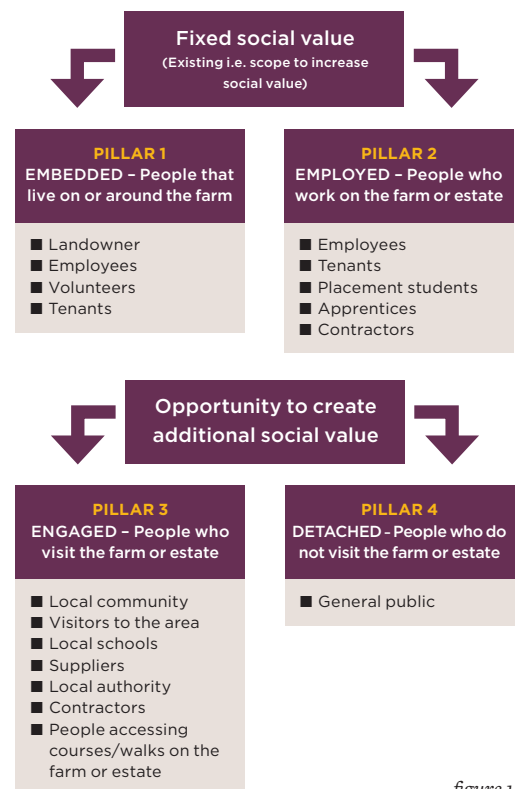 Fixed social value
(Existing i.e. scope to increase
social value)
PILLAR 1
EMBEDDED – People that
live on or around the farm
■ Landowner
■ Employees
■ Volunteers
■ Tenants
PILLAR 2
EMPLOYED – People who
work on the farm or estate
■ Employees
■ Tenants
■ Placement students
■ Apprentices
■ Contractors
Opportunity to create
additional social value
PILLAR 3
ENGAGED – People who
visit the farm or estate
■ Local community
■ Visitors to the area
■ Local schools
■ Suppliers
■ Local authority
■ Contractors
■ People accessing
courses/walks on the
farm or estate
PILLAR 4
DETACHED – People who do
not visit the farm or estate
■ General public
figure 1